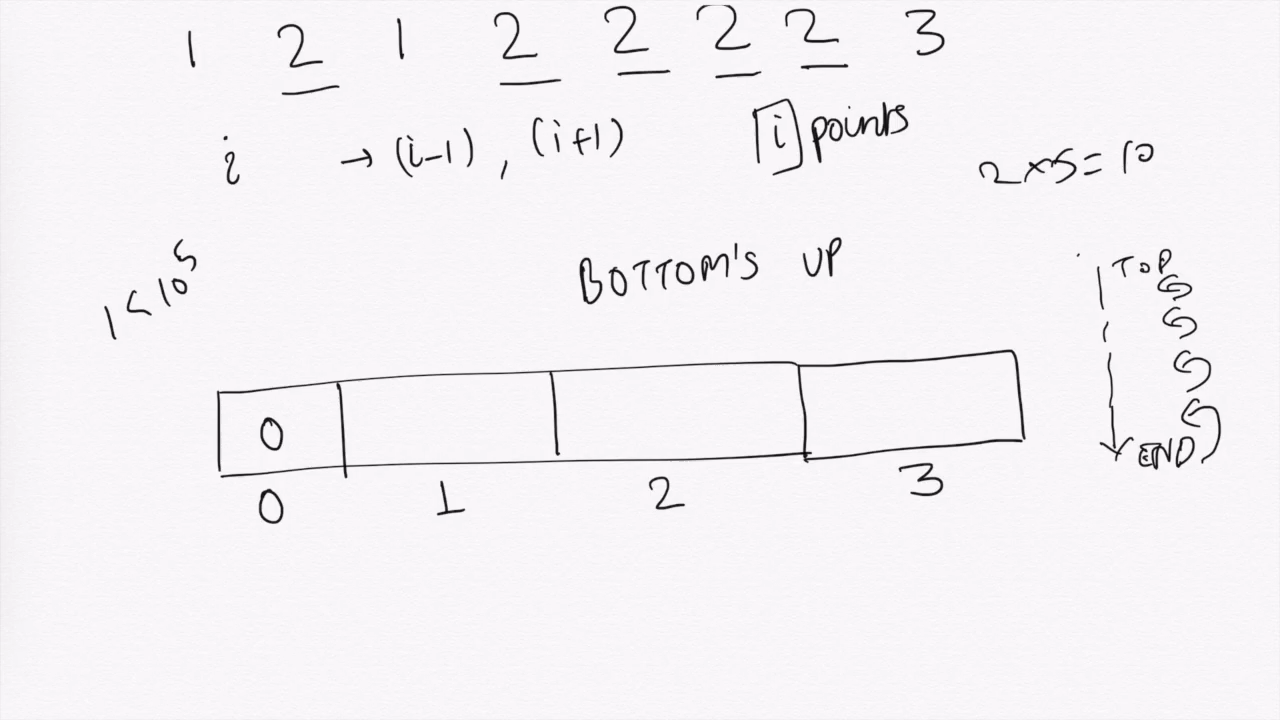 1 2 1 2 2 2 2 3
i → (i-1) , (i+1) [i] points
2×5=10
1<10^5
BOTTOM'S UP
TOP
END
0
0 1 2 3